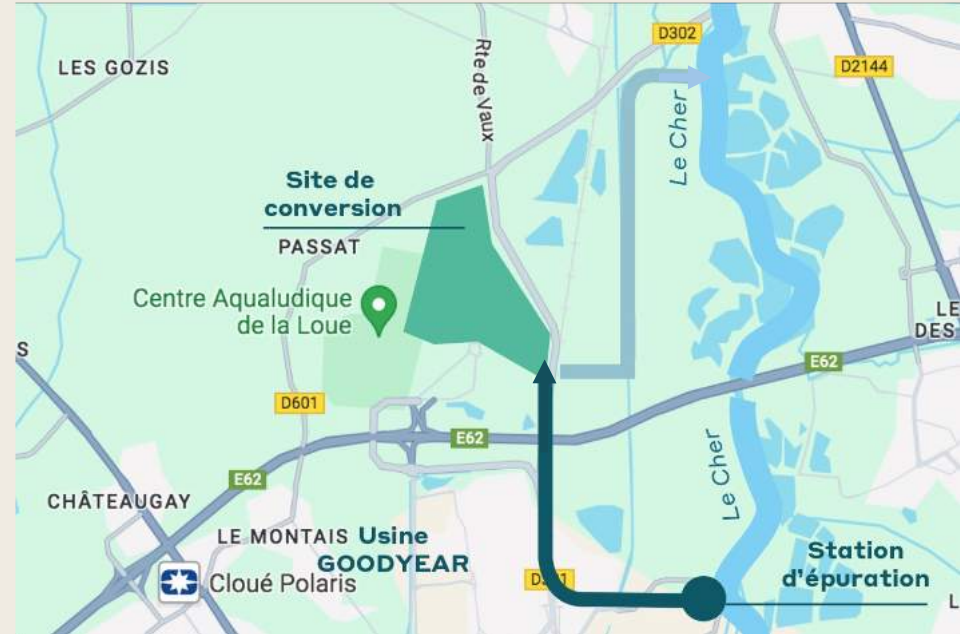 D302
LES GOZIS
Rte de Vaux
D2144
Le Cher
Site de
conversion
PASSAT
Centre Aqualudique
de la Loue
LE
DES
S
E62
D601
E62
Le Cher
E62
CHÂTEAUGAY
LE MONTAIS
Usine
GOODYEAR
Station
d'épuration
Cloué Polaris
L